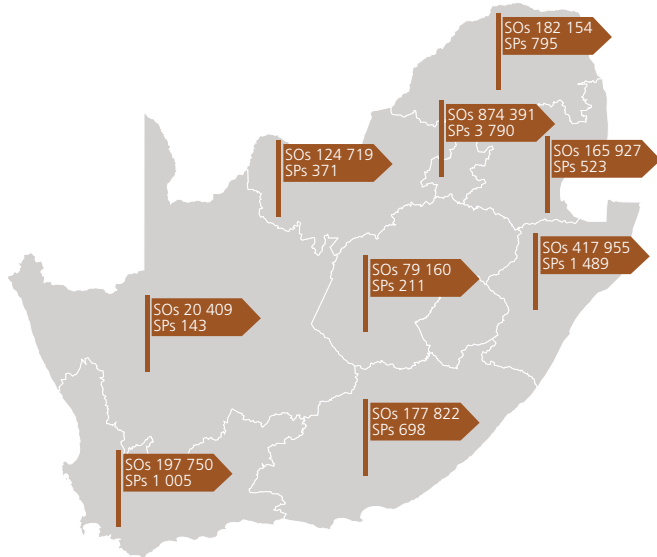 SOs 182 154
SPs 795
SOs 874 391
SPs 3 790
SOs 124 719
SPs 371
SOs 165 927
SPs 523
SOs 417 955
SPs 1 489
SOs 79 160
SPs 211
SOs 20 409
SPs 143
SOs 177 822
SPs 698
SOs 197 750
SPs 1 005